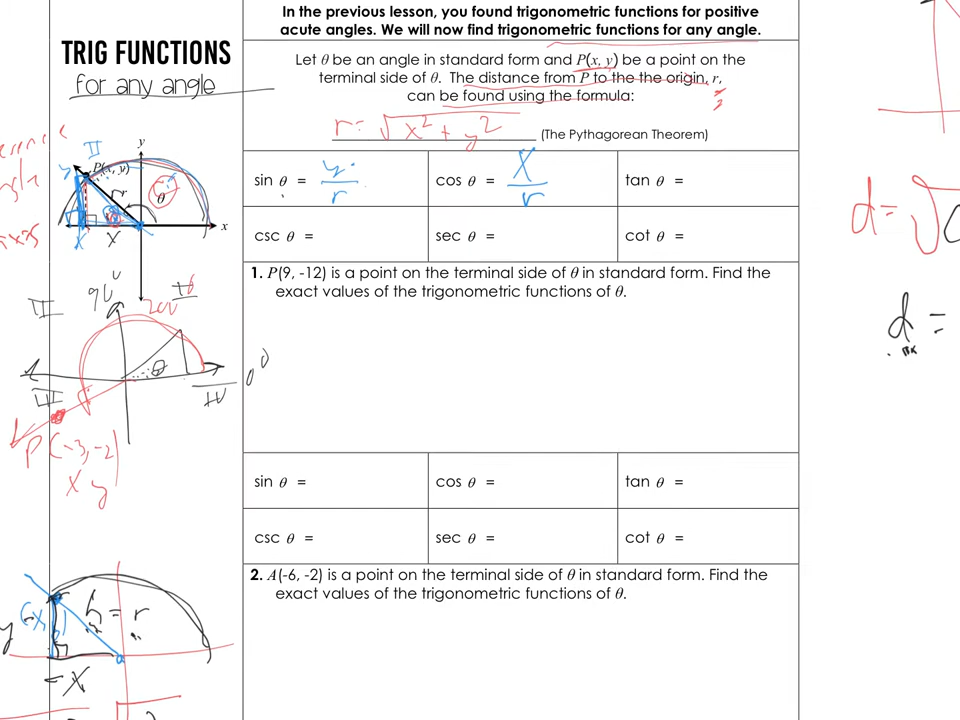 In the previous lesson, you found trigonometric functions for positive
acute angles. We will now find trigonometric functions for any angle.
TRIG FUNCTIONS
for any angle
Let θ be an angle in standard form and P(x, y) be a point on the
terminal side of θ. The distance from P to the the origin, r,
can be found using the formula:
r = √x² + y² (The Pythagorean Theorem)
sin θ = y/r
cos θ = x/r
tan θ =
csc θ =
sec θ =
cot θ =
II
y
P(x, y)
r
θ
x
X
1. P(9, -12) is a point on the terminal side of θ in standard form. Find the
exact values of the trigonometric functions of θ.
II
200
θ
III
IV
P (-3, -2)
x y
sin θ =
cos θ =
tan θ =
csc θ =
sec θ =
cot θ =
2. A(-6, -2) is a point on the terminal side of θ in standard form. Find the
exact values of the trigonometric functions of θ.
y
h = r
-x
d = √
d =